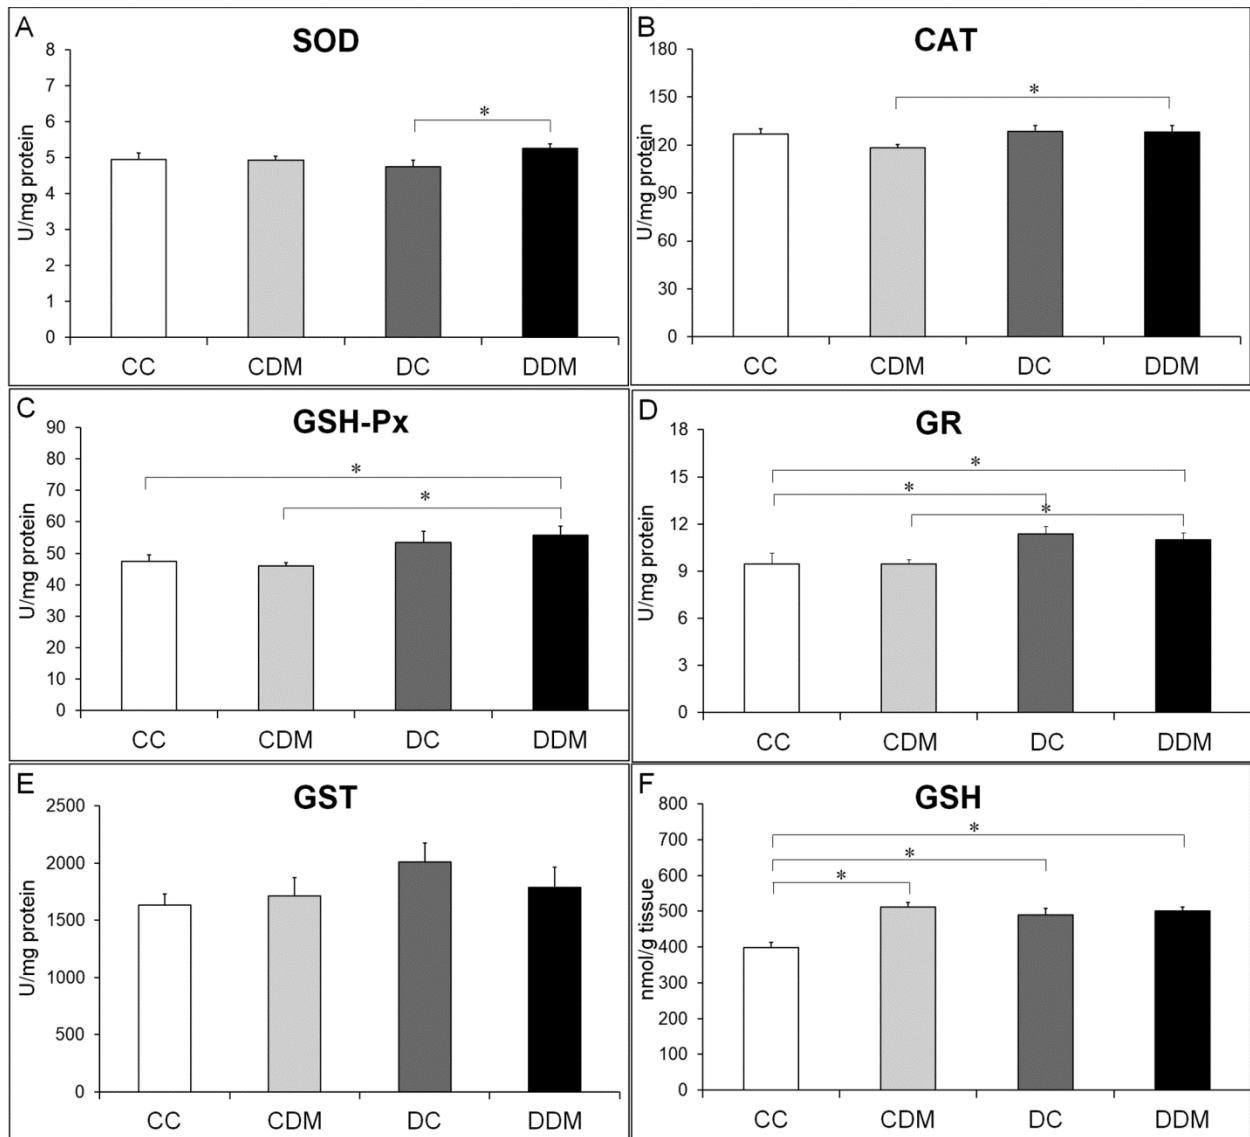 A
SOD
U/mg protein
8
7
6
5
4
3
2
1
0
*
CC CDM DC DDM
B
CAT
U/mg protein
180
150
120
90
60
30
0
*
CC CDM DC DDM
C
GSH-Px
U/mg protein
90
80
70
60
50
40
30
20
10
0
*
*
CC CDM DC DDM
D
GR
U/mg protein
18
15
12
9
6
3
0
*
*
*
CC CDM DC DDM
E
GST
U/mg protein
2500
2000
1500
1000
500
0
CC CDM DC DDM
F
GSH
nmol/g tissue
800
700
600
500
400
300
200
100
0
*
*
*
CC CDM DC DDM